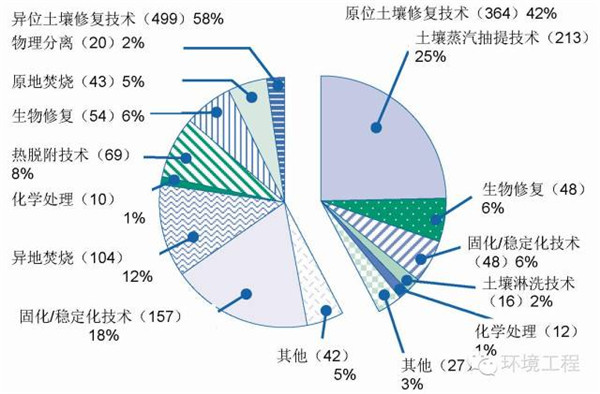 异位土壤修复技术（499）58%
物理分离（20）2%
原地焚烧（43）5%
生物修复（54）6%
热脱附技术（69）
8%
化学处理（10）
1%
异地焚烧（104）
12%
固化/稳定化技术（157）
18%
其他（42）
5%
原位土壤修复技术（364）42%
土壤蒸汽抽提技术（213）
25%
生物修复（48）
6%
固化/稳定化技术
（48）6%
土壤淋洗技术
（16）2%
化学处理（12）
1%
其他（27）
3%
环境工程